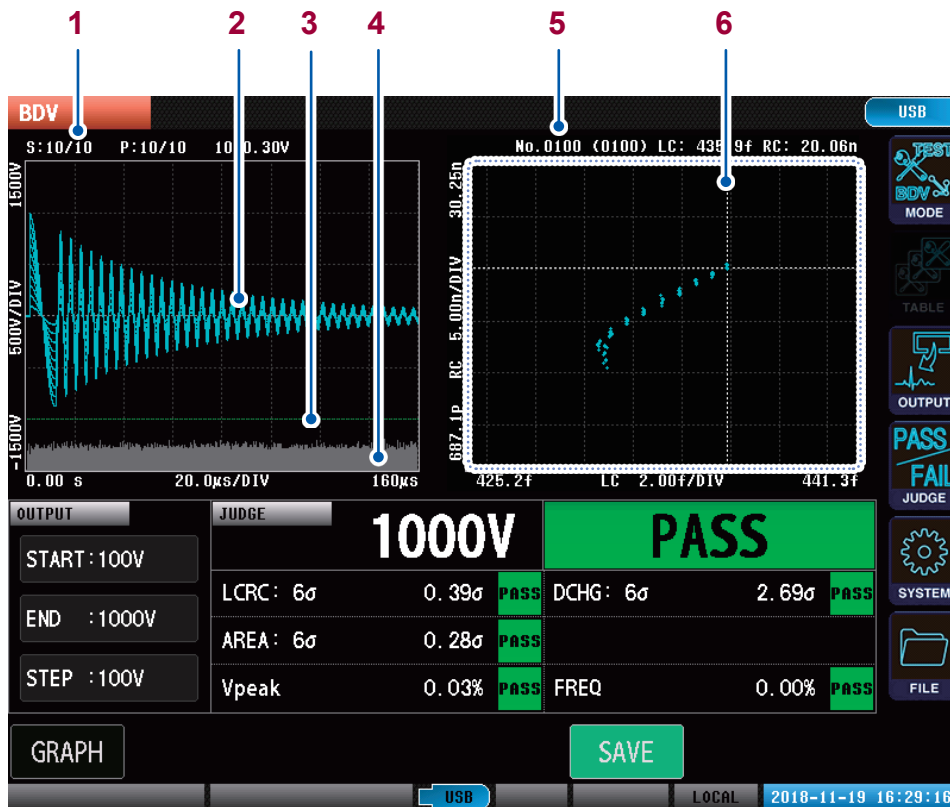 1 2 3 4 5 6
BDV
USB
S:10/10 P:10/10 1000.30V
No.0100 (0100) LC: 435.9f RC: 20.06n
1500V
500V/DIV
-1500V
0.00 s 20.0µs/DIV 160µs
30.25n
RC 5.00n/DIV
687.1P
425.2f LC 2.00f/DIV 441.3f
TEST
BDV
MODE
TABLE
OUTPUT
PASS
FAIL
JUDGE
SYSTEM
FILE
OUTPUT
START:100V
END :1000V
STEP :100V
JUDGE
1000V PASS
LCRC: 6σ 0.39σ PASS DCHG: 6σ 2.69σ PASS
AREA: 6σ 0.28σ PASS
Vpeak 0.03% PASS FREQ 0.00% PASS
GRAPH
SAVE
USB LOCAL 2018-11-19 16:29:16